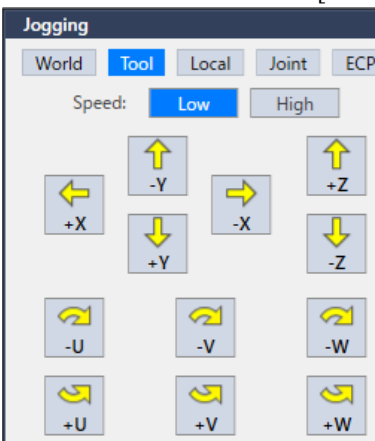 Jogging
World Tool Local Joint ECP
Speed: Low High
-Y +Z
+X -X
+Y -Z
-U -V -W
+U +V +W